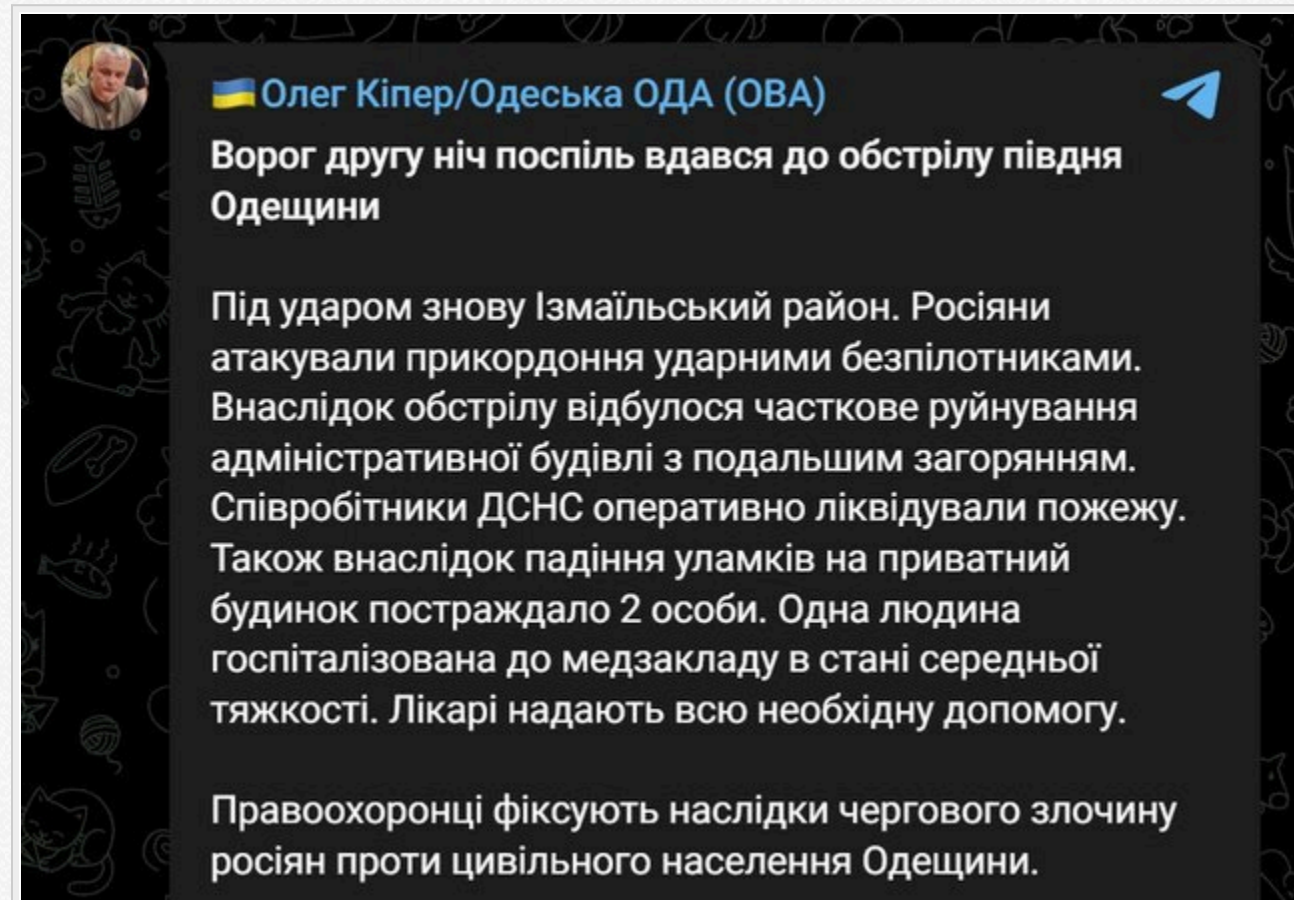 🇺🇦Олег Кіпер/Одеська ОДА (ОВА)
Ворог другу ніч поспіль вдався до обстрілу півдня
Одещини
Під ударом знову Ізмаїльський район. Росіяни
атакували прикордоння ударними безпілотниками.
Внаслідок обстрілу відбулося часткове руйнування
адміністративної будівлі з подальшим загорянням.
Співробітники ДСНС оперативно ліквідували пожежу.
Також внаслідок падіння уламків на приватний
будинок постраждало 2 особи. Одна людина
госпіталізована до медзакладу в стані середньої
тяжкості. Лікарі надають всю необхідну допомогу.
Правоохоронці фіксують наслідки чергового злочину
росіян проти цивільного населення Одещини.